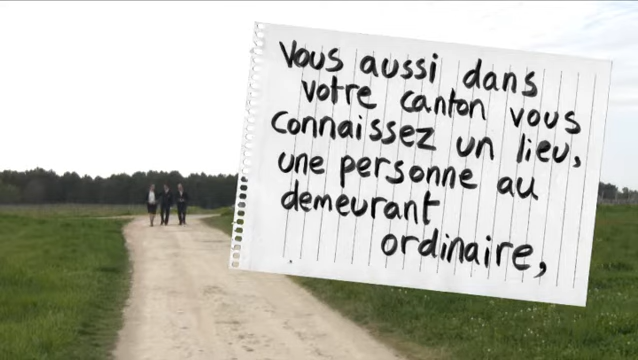 Vous aussi dans
votre canton vous
connaissez un lieu,
une personne au
demeurant
ordinaire,